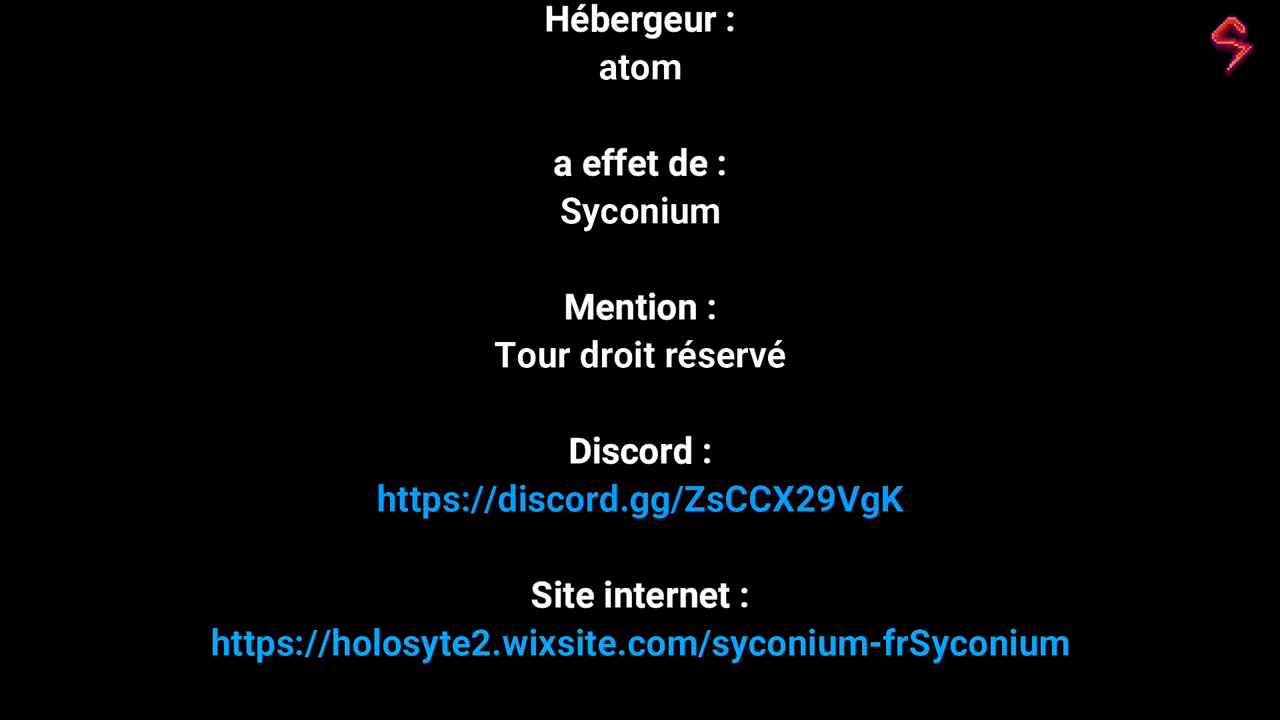 Hébergeur :
atom
a effet de :
Syconium
Mention :
Tour droit réservé
Discord :
https://discord.gg/ZsCCX29VgK
Site internet :
https://holosyte2.wixsite.com/syconium-frSyconium